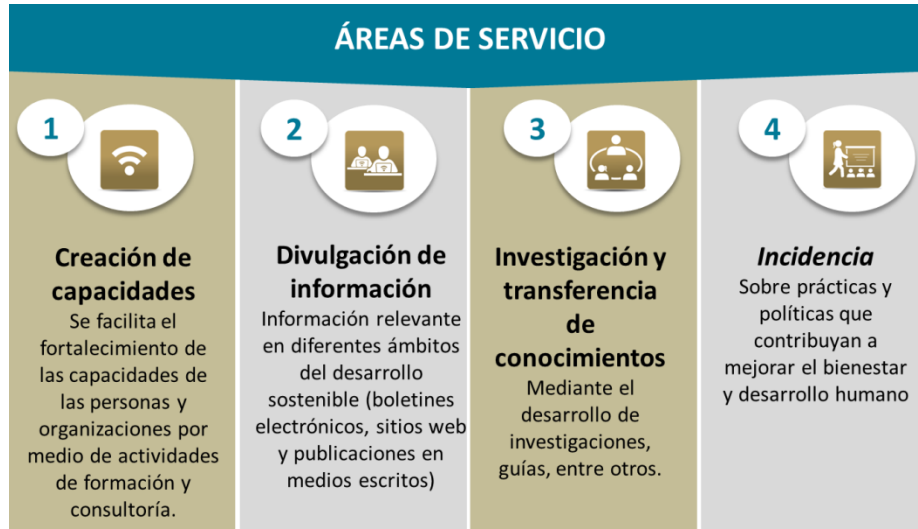 ÁREAS DE SERVICIO
1
Creación de
capacidades
Se facilita el
fortalecimiento de
las capacidades de
las personas y
organizaciones por
medio de actividades
de formación y
consultoría.
2
Divulgación de
información
Información relevante
en diferentes ámbitos
del desarrollo
sostenible (boletines
electrónicos, sitios web
y publicaciones en
medios escritos)
3
Investigación y
transferencia
de
conocimientos
Mediante el
desarrollo de
investigaciones,
guías, entre otros.
4
Incidencia
Sobre prácticas y
políticas que
contribuyan a
mejorar el bienestar
y desarrollo humano